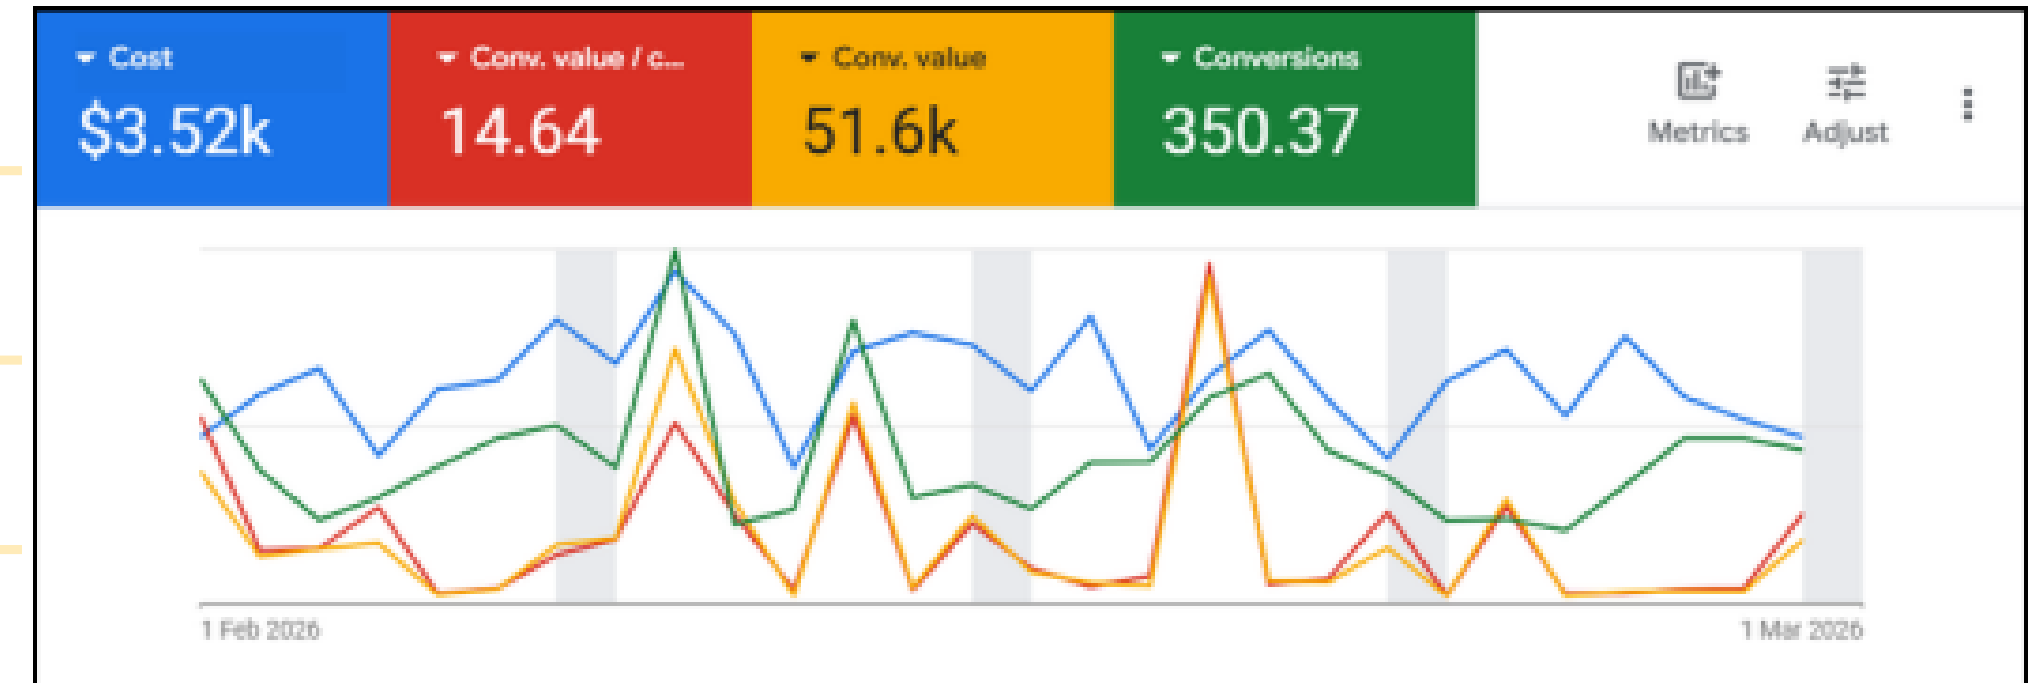 Cost
$3.52k
Conv. value / c...
14.64
Conv. value
51.6k
Conversions
350.37
Metrics
Adjust
1 Feb 2026
1 Mar 2026